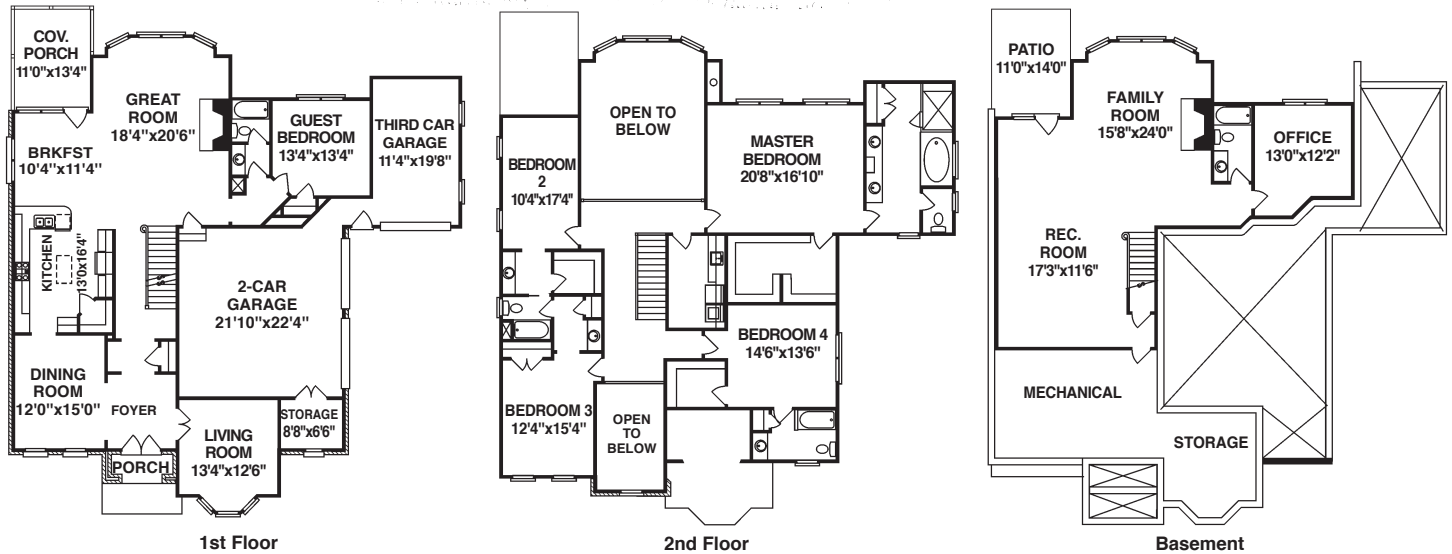 COV.
PORCH
11'0"x13'4"
GREAT
ROOM
18'4"x20'6"
BRKFST
10'4"x11'4"
GUEST
BEDROOM
13'4"x13'4"
THIRD CAR
GARAGE
11'4"x19'8"
KITCHEN
13'0x16'4"
2-CAR
GARAGE
21'10"x22'4"
DINING
ROOM
12'0"x15'0"
FOYER
STORAGE
8'8"x6'6"
LIVING
ROOM
13'4"x12'6"
PORCH
1st Floor
OPEN TO
BELOW
BEDROOM
2
10'4"x17'4"
MASTER
BEDROOM
20'8"x16'10"
BEDROOM 4
14'6"x13'6"
BEDROOM 3
12'4"x15'4"
OPEN
TO
BELOW
2nd Floor
PATIO
11'0"x14'0"
FAMILY
ROOM
15'8"x24'0"
OFFICE
13'0"x12'2"
REC.
ROOM
17'3"x11'6"
MECHANICAL
STORAGE
Basement